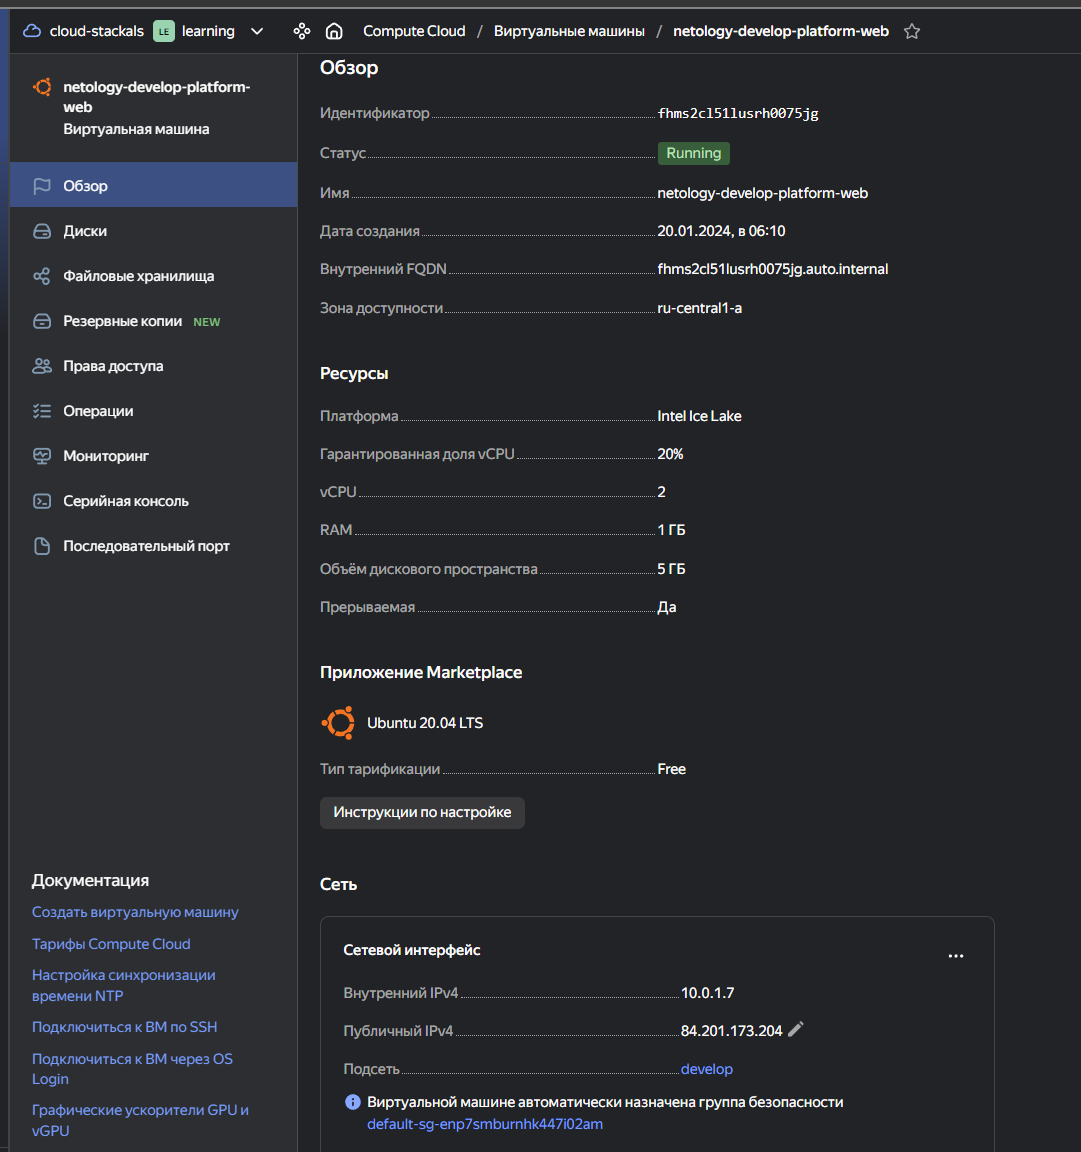 cloud-stackals LE learning Compute Cloud / Виртуальные машины / netology-develop-platform-web
netology-develop-platform-
web
Виртуальная машина
Обзор
Диски
Файловые хранилища
Резервные копии NEW
Права доступа
Операции
Мониторинг
Серийная консоль
Последовательный порт
Документация
Создать виртуальную машину
Тарифы Compute Cloud
Настройка синхронизации
времени NTP
Подключиться к ВМ по SSH
Подключиться к ВМ через OS
Login
Графические ускорители GPU и
vGPU
Обзор
Идентификатор fhms2cl51lusrh0075jg
Статус Running
Имя netology-develop-platform-web
Дата создания 20.01.2024, в 06:10
Внутренний FQDN fhms2cl51lusrh0075jg.auto.internal
Зона доступности ru-central1-a
Ресурсы
Платформа Intel Ice Lake
Гарантированная доля vCPU 20%
vCPU 2
RAM 1 ГБ
Объём дискового пространства 5 ГБ
Прерываемая Да
Приложение Marketplace
Ubuntu 20.04 LTS
Тип тарификации Free
Инструкции по настройке
Сеть
Сетевой интерфейс
Внутренний IPv4 10.0.1.7
Публичный IPv4 84.201.173.204
Подсеть develop
Виртуальной машине автоматически назначена группа безопасности
default-sg-enp7smburnhk447i02am